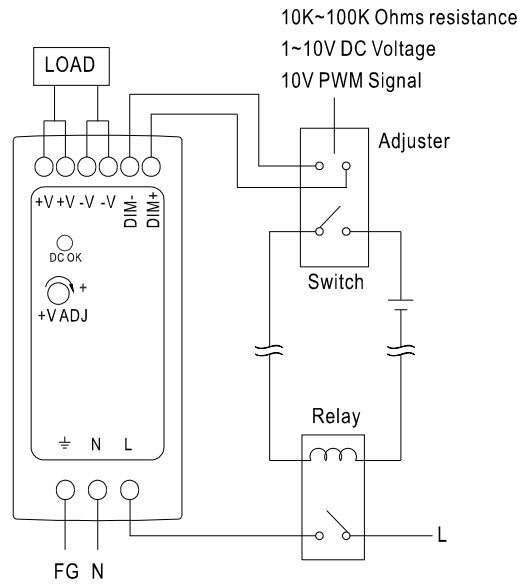 10K~100K Ohms resistance
1~10V DC Voltage
10V PWM Signal
LOAD
Adjuster
+V +V -V -V DIM- DIM+
DC OK
+
+V ADJ
Switch
Relay
N L
L
FG N